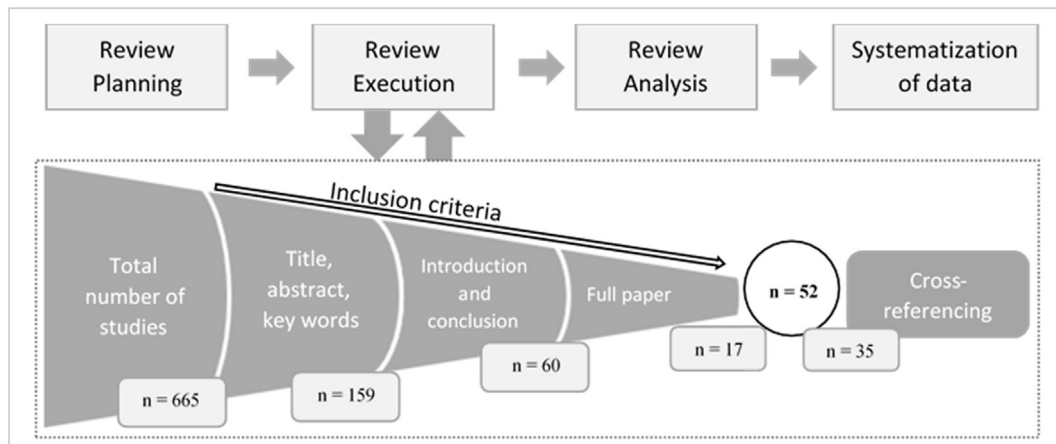 Review
Planning
Review
Execution
Review
Analysis
Systematization
of data
Inclusion criteria
Total
number of
studies
Title,
abstract,
key words
Introduction
and
conclusion
Full paper
n = 52
Cross-
referencing
n = 665
n = 159
n = 60
n = 17
n = 35